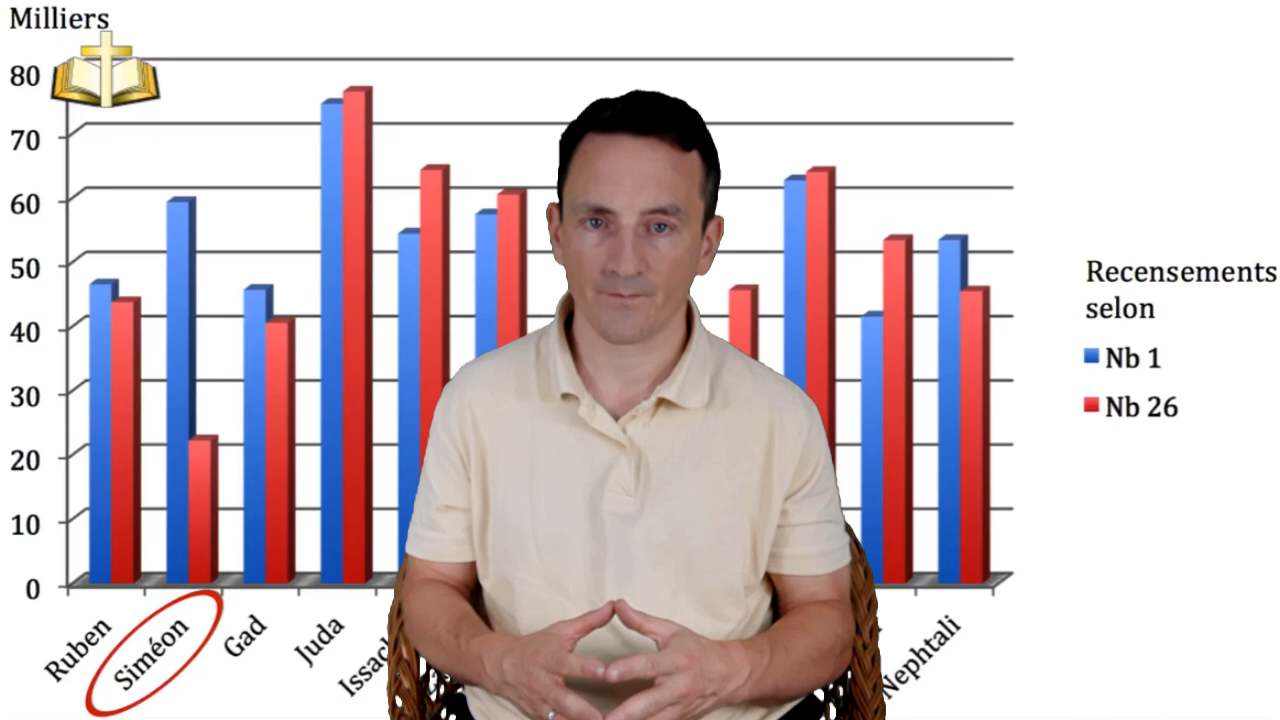 Milliers
80
70
60
50
40
30
20
10
0
Ruben
Siméon
Gad
Juda
Nephtali
Recensements
selon
Nb 1
Nb 26